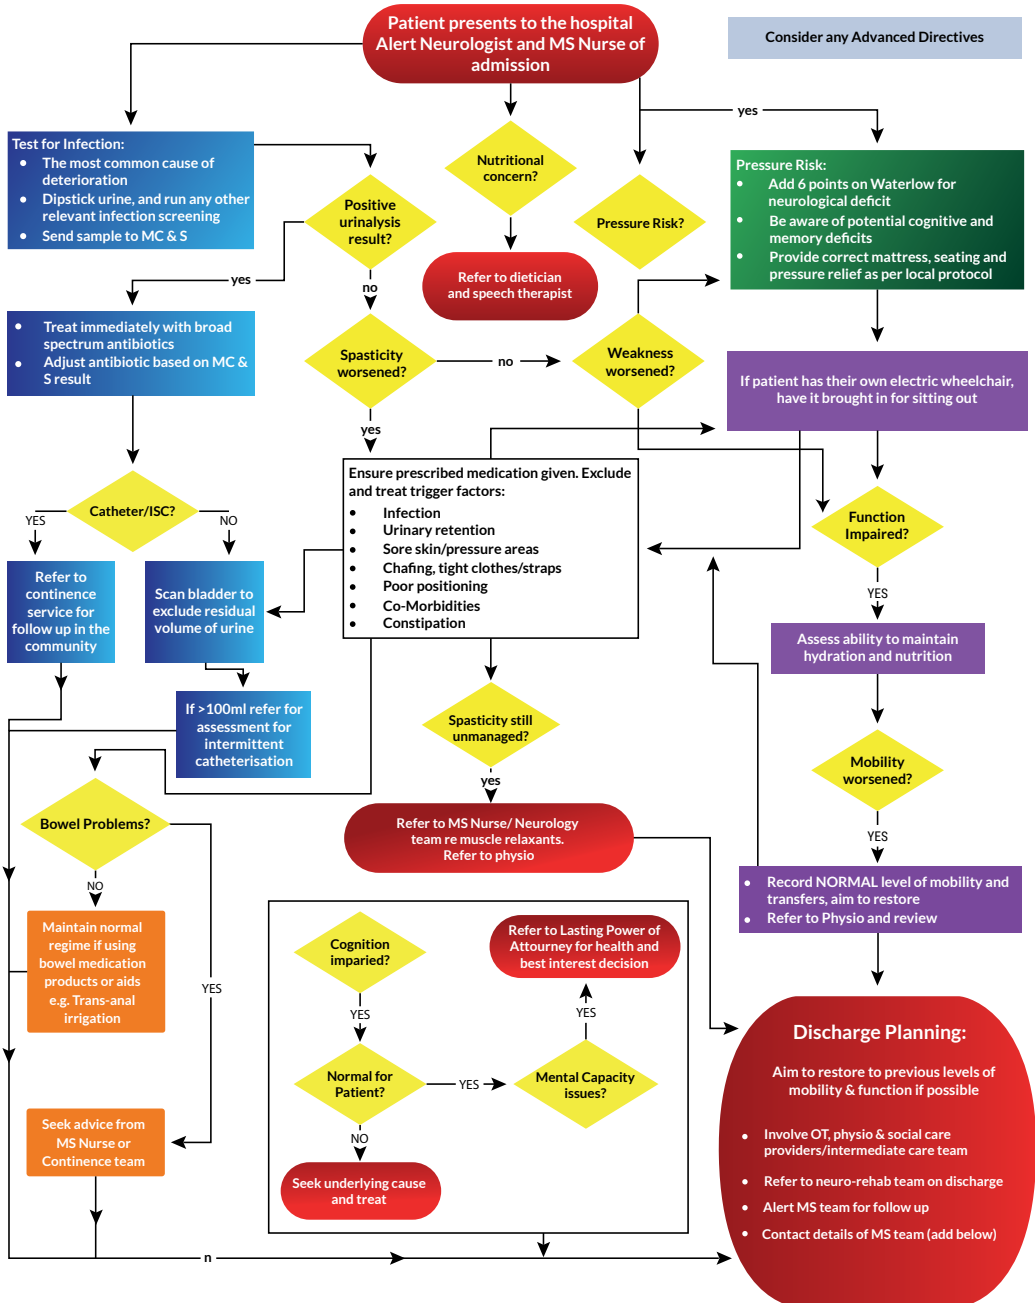 Patient presents to the hospital
Alert Neurologist and MS Nurse of
admission
Consider any Advanced Directives
yes
Test for Infection:
• The most common cause of
deterioration
• Dipstick urine, and run any other
relevant infection screening
• Send sample to MC & S
Nutritional
concern?
Pressure Risk:
• Add 6 points on Waterlow for
neurological deficit
• Be aware of potential cognitive and
memory deficits
• Provide correct mattress, seating and
pressure relief as per local protocol
Positive
urinalysis
result?
Pressure Risk?
yes
no
Refer to dietician
and speech therapist
• Treat immediately with broad
spectrum antibiotics
• Adjust antibiotic based on MC &
S result
Spasticity
worsened?
no
Weakness
worsened?
If patient has their own electric wheelchair,
have it brought in for sitting out
yes
Ensure prescribed medication given. Exclude
and treat trigger factors:
• Infection
• Urinary retention
• Sore skin/pressure areas
• Chafing, tight clothes/straps
• Poor positioning
• Co-Morbidities
• Constipation
Catheter/ISC?
YES
NO
Function
Impaired?
YES
Refer to
continence
service for
follow up in the
community
Scan bladder to
exclude residual
volume of urine
Assess ability to maintain
hydration and nutrition
If >100ml refer for
assessment for
intermittent
catheterisation
Spasticity still
unmanaged?
yes
Mobility
worsened?
YES
Bowel Problems?
NO
YES
Refer to MS Nurse/ Neurology
team re muscle relaxants.
Refer to physio
• Record NORMAL level of mobility and
transfers, aim to restore
• Refer to Physio and review
Maintain normal
regime if using
bowel medication
products or aids
e.g. Trans-anal
irrigation
Cognition
imparied?
YES
Refer to Lasting Power of
Attourney for health and
best interest decision
YES
Normal for
Patient?
YES
Mental Capacity
issues?
NO
Seek underlying cause
and treat
Seek advice from
MS Nurse or
Continence team
n
Discharge Planning:
Aim to restore to previous levels of
mobility & function if possible
• Involve OT, physio & social care
providers/intermediate care team
• Refer to neuro-rehab team on discharge
• Alert MS team for follow up
• Contact details of MS team (add below)